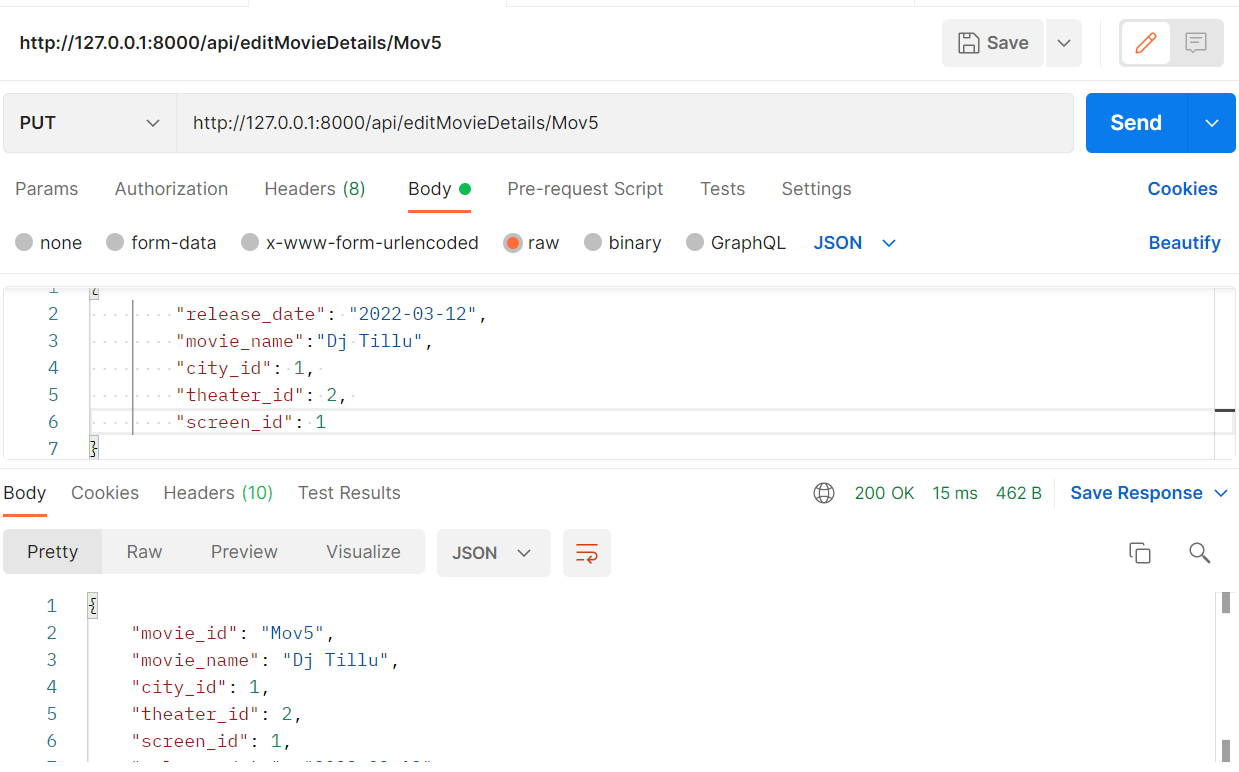 http://127.0.0.1:8000/api/editMovieDetails/Mov5
Save
PUT
http://127.0.0.1:8000/api/editMovieDetails/Mov5
Send
Params Authorization Headers (8) Body Pre-request Script Tests Settings Cookies
none form-data x-www-form-urlencoded raw binary GraphQL JSON Beautify
1 {
2 "release_date": "2022-03-12",
3 "movie_name":"Dj Tillu",
4 "city_id": 1,
5 "theater_id": 2,
6 "screen_id": 1
7 }
Body Cookies Headers (10) Test Results 200 OK 15 ms 462 B Save Response
Pretty Raw Preview Visualize JSON
1 {
2 "movie_id": "Mov5",
3 "movie_name": "Dj Tillu",
4 "city_id": 1,
5 "theater_id": 2,
6 "screen_id": 1,